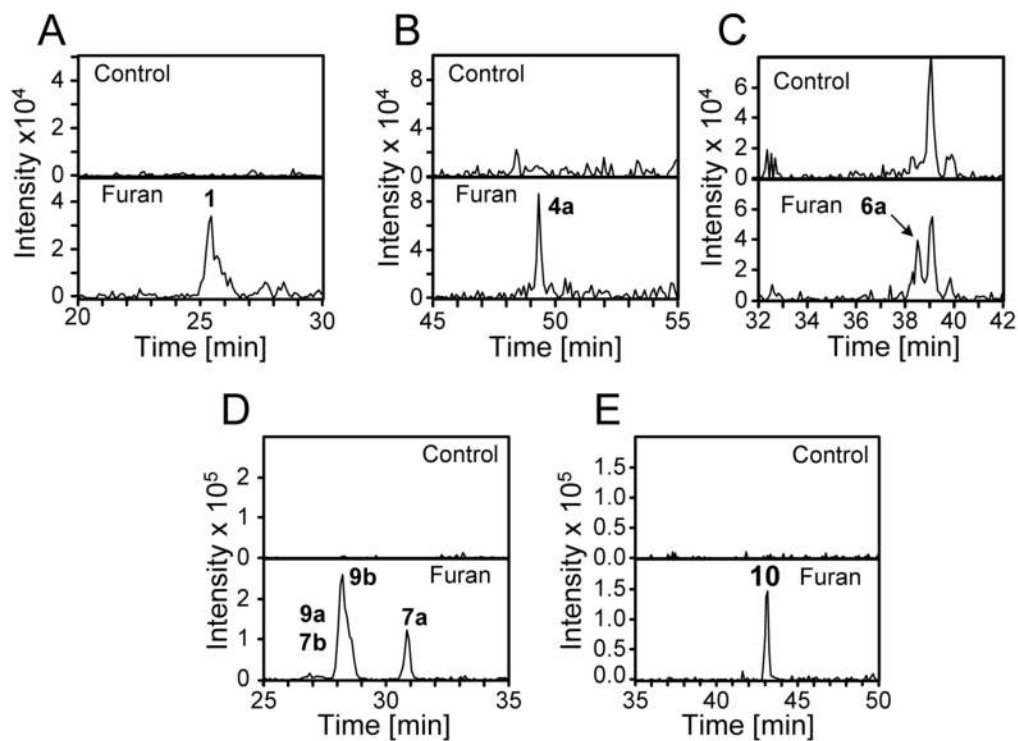 A
Intensity x10⁴
Control
4
2
0
Furan
1
4
2
0
20
25
30
Time [min]
B
Intensity x 10⁴
Control
8
4
0
Furan
4a
8
4
0
45
50
55
Time [min]
C
Intensity x 10⁴
Control
6
4
2
0
Furan
6a
6
4
2
0
32
34
36
38
40
42
Time [min]
D
Intensity x 10⁵
Control
2
1
0
Furan
9b
9a
7b
7a
2
1
0
25
30
35
Time [min]
E
Intensity x 10⁵
Control
1.5
1.0
0.5
0.0
Furan
10
1.5
1.0
0.5
0.0
35
40
45
50
Time [min]